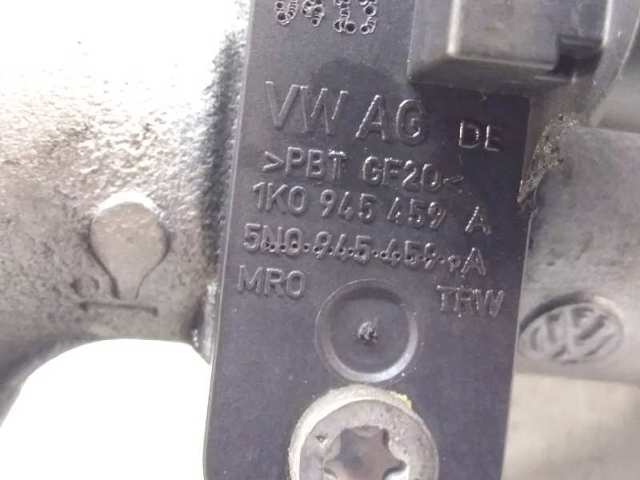 VW AG DE
>PBT GF20<
1K0 945 459 A
5N0 945 459 A
MRO TRW